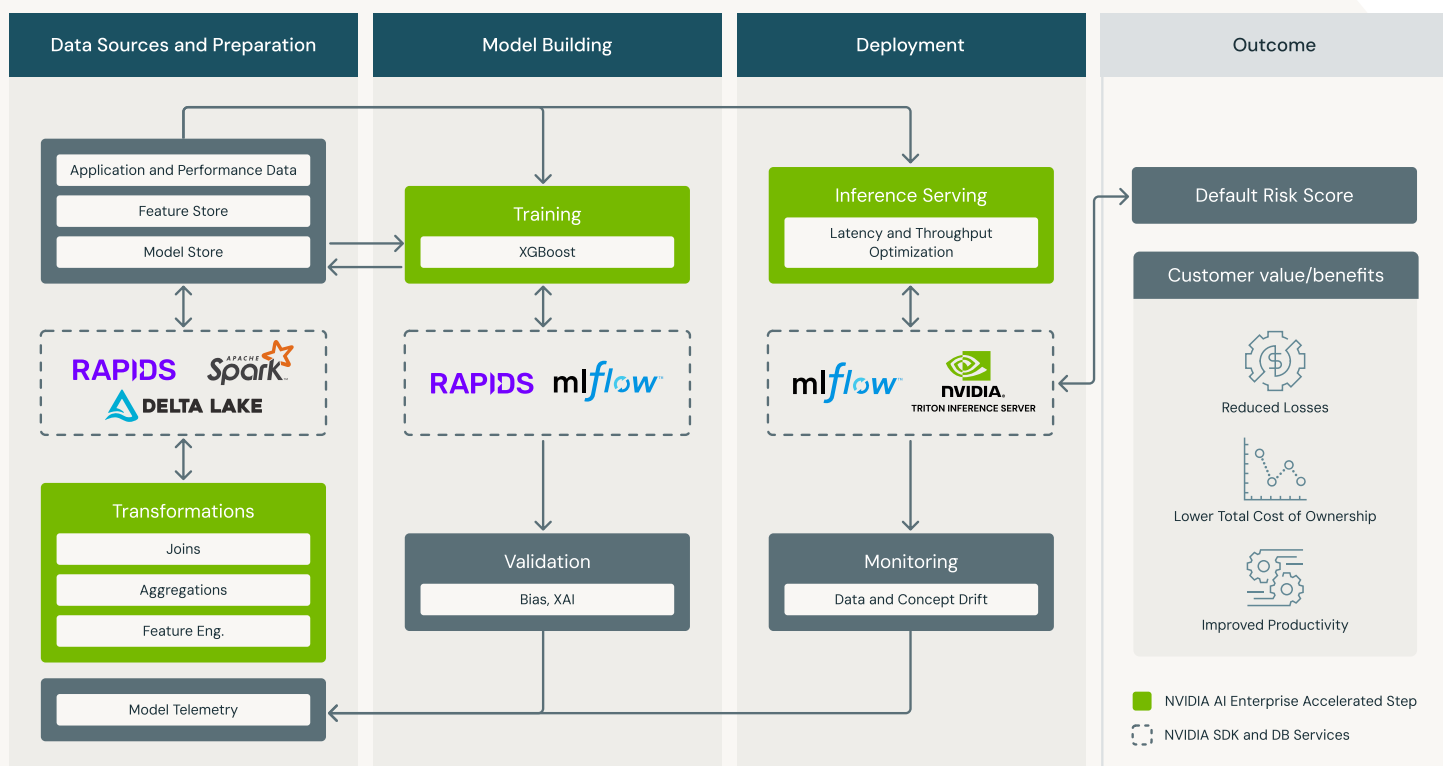 Data Sources and Preparation
Application and Performance Data
Feature Store
Model Store
RAPIDS
APACHE
Spark™
DELTA LAKE
Transformations
Joins
Aggregations
Feature Eng.
Model Telemetry
Model Building
Training
XGBoost
RAPIDS
mlflow™
Validation
Bias, XAI
Deployment
Inference Serving
Latency and Throughput
Optimization
mlflow™
NVIDIA.
TRITON INFERENCE SERVER
Monitoring
Data and Concept Drift
Outcome
Default Risk Score
Customer value/benefits
$
Reduced Losses
Lower Total Cost of Ownership
Improved Productivity
NVIDIA AI Enterprise Accelerated Step
NVIDIA SDK and DB Services